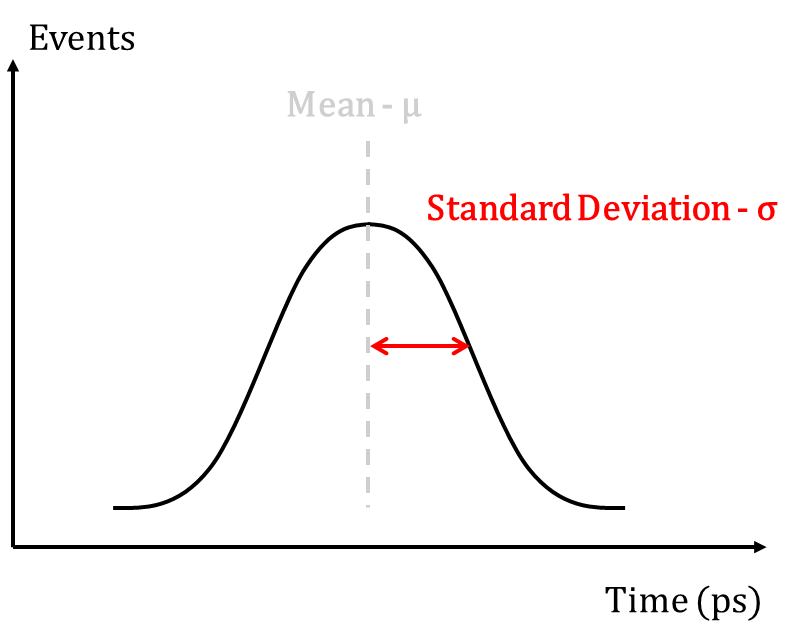 Events
Mean - μ
Standard Deviation - σ
Time (ps)